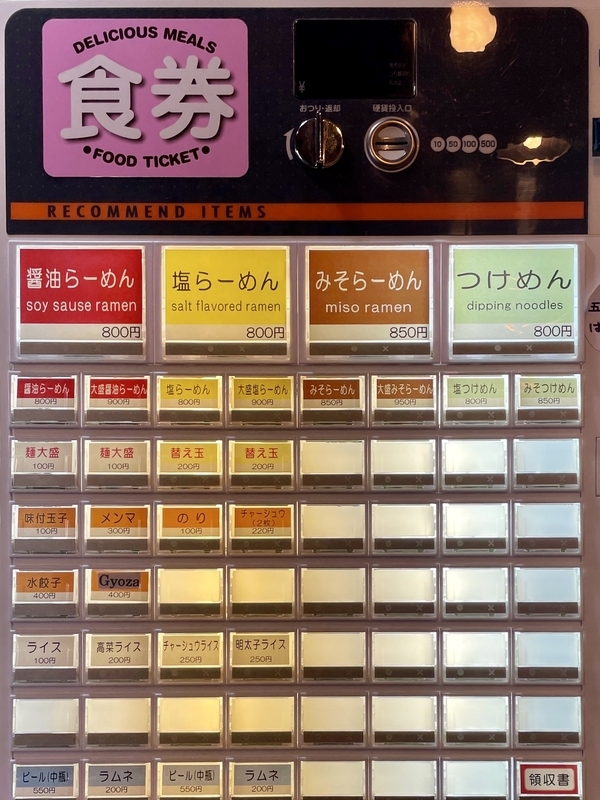 DELICIOUS MEALS
食券
•FOOD TICKET•
¥
おつり・返却
硬貨投入口
10 50 100 500
RECOMMEND ITEMS
醤油らーめん
soy sause ramen
800円
塩らーめん
salt flavored ramen
800円
みそらーめん
miso ramen
850円
つけめん
dipping noodles
800円
醤油らーめん
800円
大盛醤油らーめん
900円
塩らーめん
800円
大盛塩らーめん
900円
みそらーめん
850円
大盛みそらーめん
950円
塩つけめん
800円
みそつけめん
850円
麺大盛
100円
麺大盛
100円
替え玉
200円
替え玉
200円
味付玉子
100円
メンマ
300円
のり
100円
チャーシュウ
(2枚)
220円
水餃子
400円
Gyoza
400円
ライス
100円
高菜ライス
200円
チャーシュウライス
250円
明太子ライス
250円
ビール(中瓶)
550円
ラムネ
200円
ビール(中瓶)
550円
ラムネ
200円
領収書